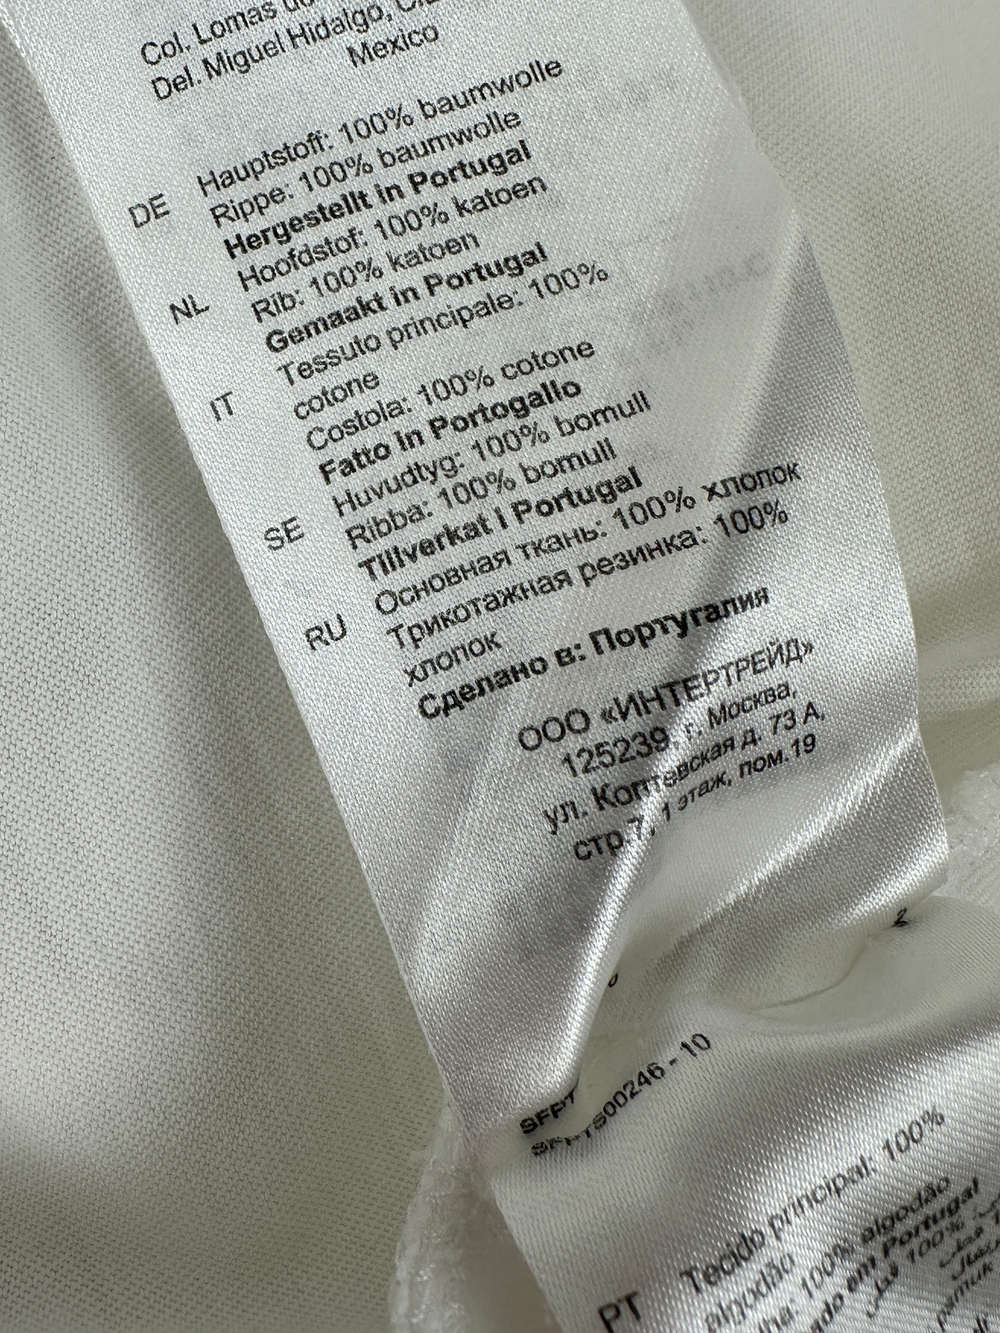 Col. Lomas
Del. Miguel Hidalgo,
Mexico
DE
Hauptstoff: 100% baumwolle
Rippe: 100% baumwolle
Hergestellt in Portugal
NL
Hoofdstof: 100% katoen
Rib: 100% katoen
Gemaakt in Portugal
IT
Tessuto principale: 100%
cotone
Costola: 100% cotone
Fatto in Portogallo
SE
Huvudtyg: 100% bomull
Ribba: 100% bomull
Tillverkat i Portugal
RU
Основная ткань: 100% хлопок
Трикотажная резинка: 100%
хлопок
Сделано в: Португалия
ООО «ИНТЕРТРЕЙД»
125239, г. Москва,
ул. Коптевская д. 73 А,
стр.7, 1 этаж, пом.19
2
00246 - 10
PT
Tecido principal: 100%
algodão
100% algodão
em Portugal
100%